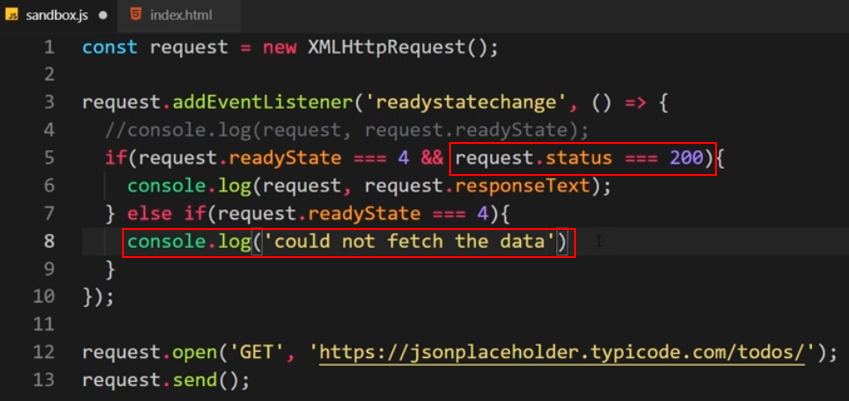 sandbox.js index.html
1 const request = new XMLHttpRequest();
2
3 request.addEventListener('readystatechange', () => {
4 //console.log(request, request.readyState);
5 if(request.readyState === 4 && request.status === 200){
6 console.log(request, request.responseText);
7 } else if(request.readyState === 4){
8 console.log('could not fetch the data')
9 }
10 });
11
12 request.open('GET', 'https://jsonplaceholder.typicode.com/todos/');
13 request.send();